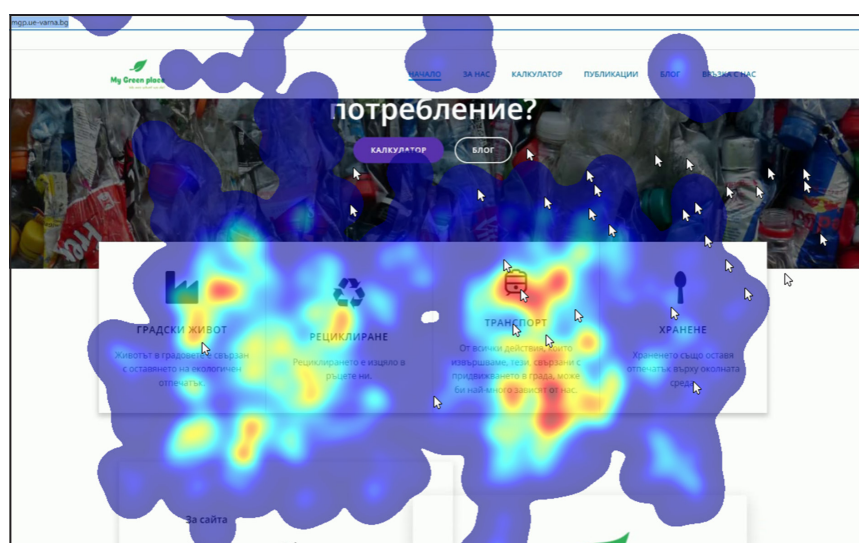 mgp.ue-varna.bg
My Green place
НАЧАЛО ЗА НАС КАЛКУЛАТОР ПУБЛИКАЦИИ БЛОГ ВРЪЗКА С НАС
потребление?
КАЛКУЛАТОР БЛОГ
ГРАДСКИ ЖИВОТ
Животът в градовете е свързан
с оставянето на екологичен
отпечатък.
РЕЦИКЛИРАНЕ
Рециклирането е изцяло в
ръцете ни.
ТРАНСПОРТ
От всички действия, които
извършваме, тези, свързани с
придвижването в града, може
би най-много зависят от нас.
ХРАНЕНЕ
Храненето също оставя
отпечатък върху околната
среда.
За сайта